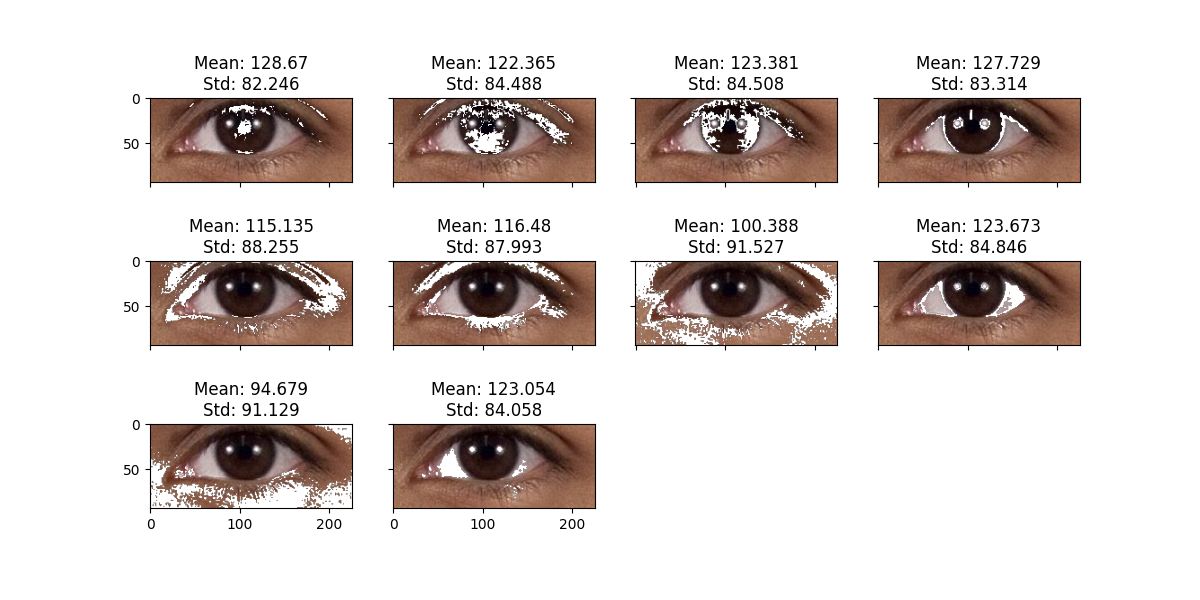 Mean: 128.67
Std: 82.246
Mean: 122.365
Std: 84.488
Mean: 123.381
Std: 84.508
Mean: 127.729
Std: 83.314
0
50
Mean: 115.135
Std: 88.255
Mean: 116.48
Std: 87.993
Mean: 100.388
Std: 91.527
Mean: 123.673
Std: 84.846
0
50
Mean: 94.679
Std: 91.129
Mean: 123.054
Std: 84.058
0
50
0 100 200
0 100 200